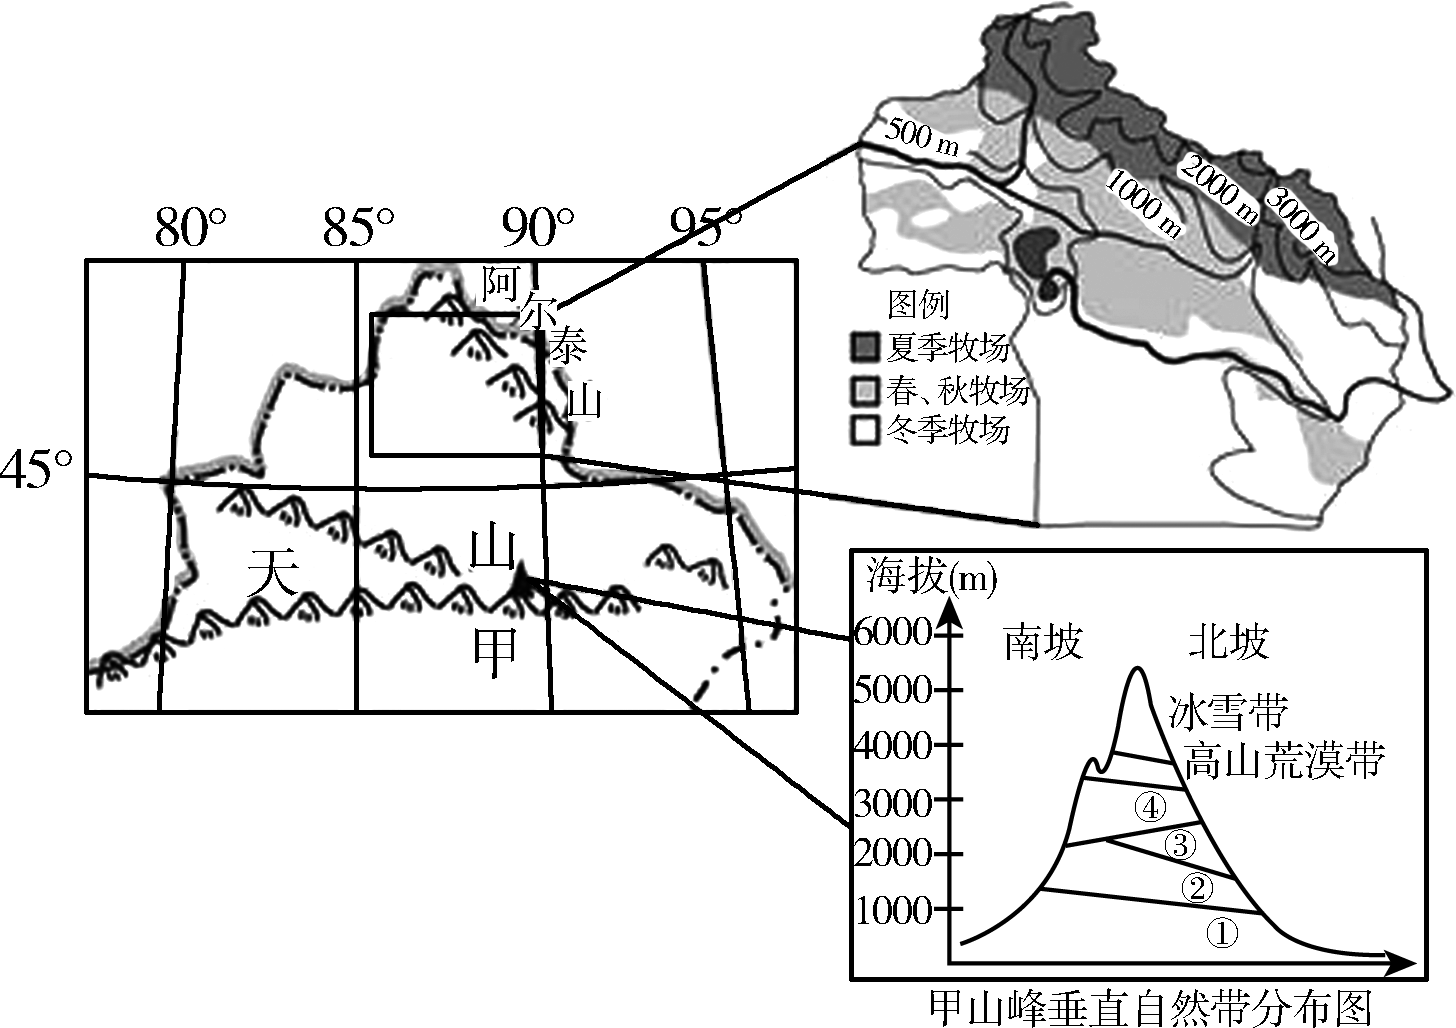 80°
85°
90°
95°
45°
阿
尔
泰
山
天
山
甲
500 m
1000 m
2000 m
3000 m
图例
夏季牧场
春、秋牧场
冬季牧场
海拔(m)
6000
5000
4000
3000
2000
1000
南坡
北坡
冰雪带
高山荒漠带
④
③
②
①
甲山峰垂直自然带分布图